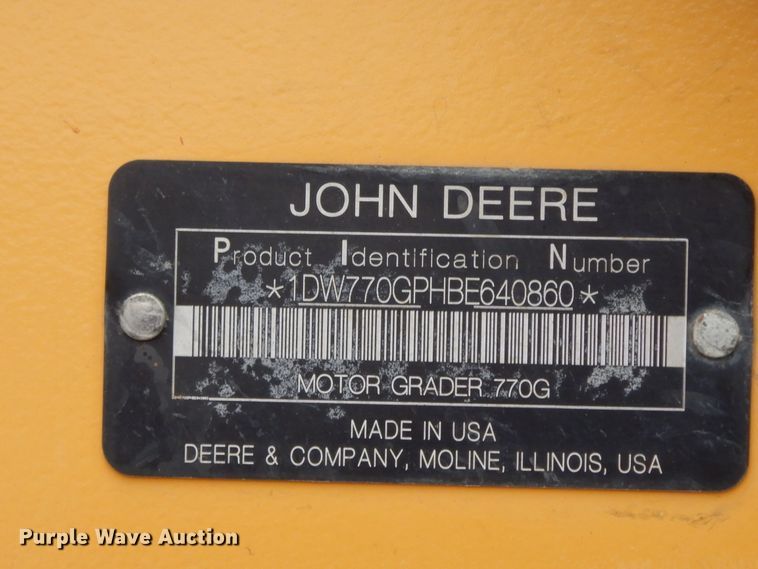 JOHN DEERE
Product Identification Number
*1DW770GPHBE640860*
MOTOR GRADER 770G
MADE IN USA
DEERE & COMPANY, MOLINE, ILLINOIS, USA
Purple Wave Auction